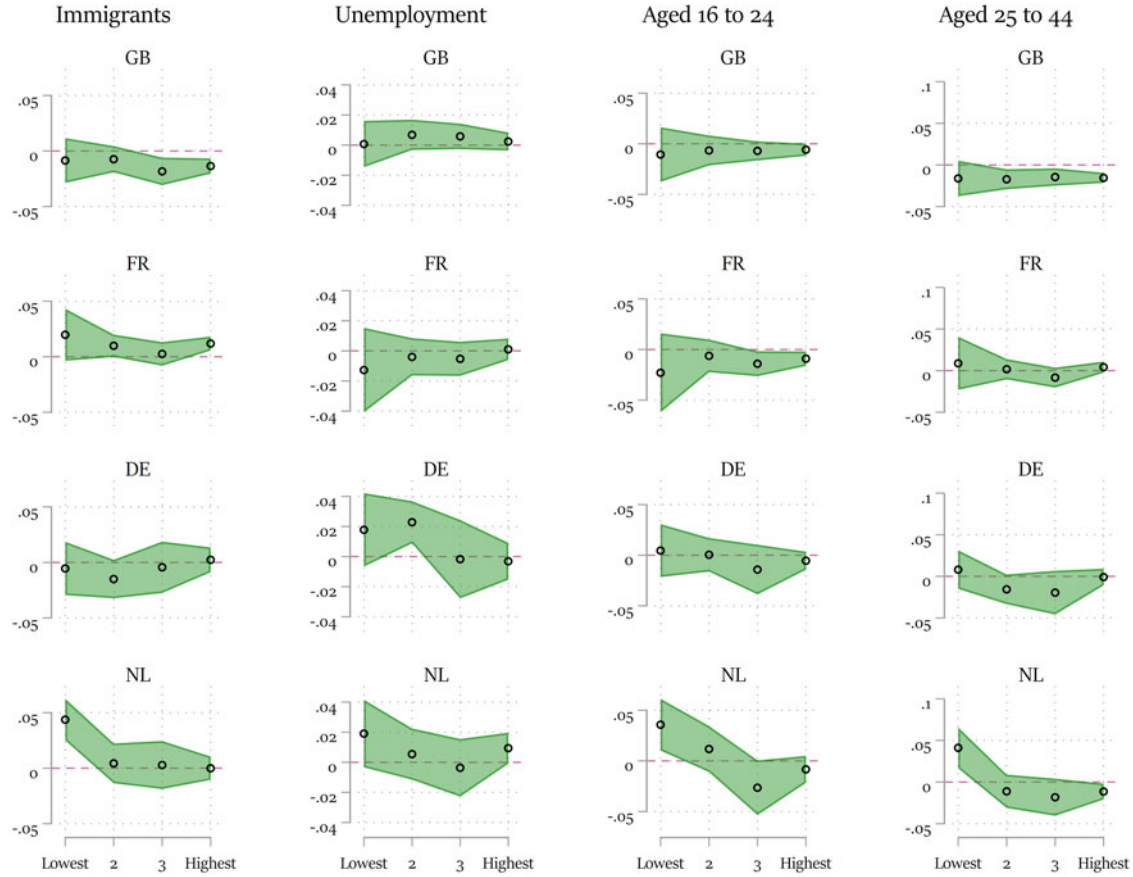 Immigrants Unemployment Aged 16 to 24 Aged 25 to 44
GB GB GB GB
.05 .04 .05 .1
.02 .05
0 0 0 0
-.02
-.05 -.04 -.05 -.05
FR FR FR FR
.05 .04 .05 .1
.02 .05
0 0 0 0
-.02
-.05 -.04 -.05 -.05
DE DE DE DE
.05 .04 .05 .1
.02 .05
0 0 0 0
-.02
-.05 -.04 -.05 -.05
NL NL NL NL
.05 .04 .05 .1
.02 .05
0 0 0 0
-.02
-.05 -.04 -.05 -.05
Lowest 2 3 Highest Lowest 2 3 Highest Lowest 2 3 Highest Lowest 2 3 Highest